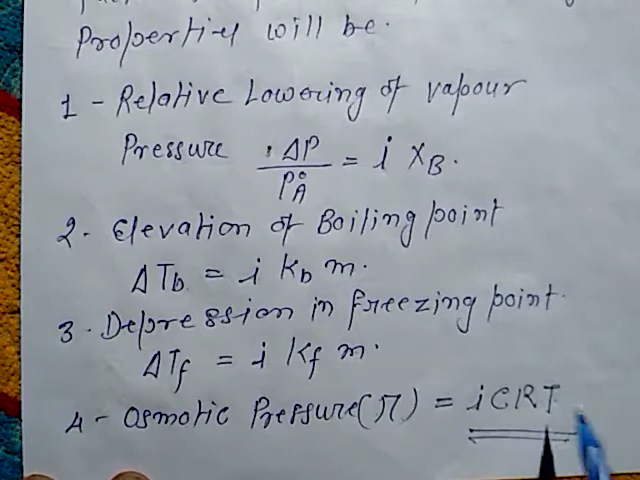 Properties will be.
1 - Relative Lowering of vapour
Pressure ΔP/P°A = i XB.
2. Elevation of Boiling point
ΔTb = i Kb m.
3. Depression in freezing point.
ΔTf = i Kf m.
4 - Osmotic Pressure (π) = iCRT